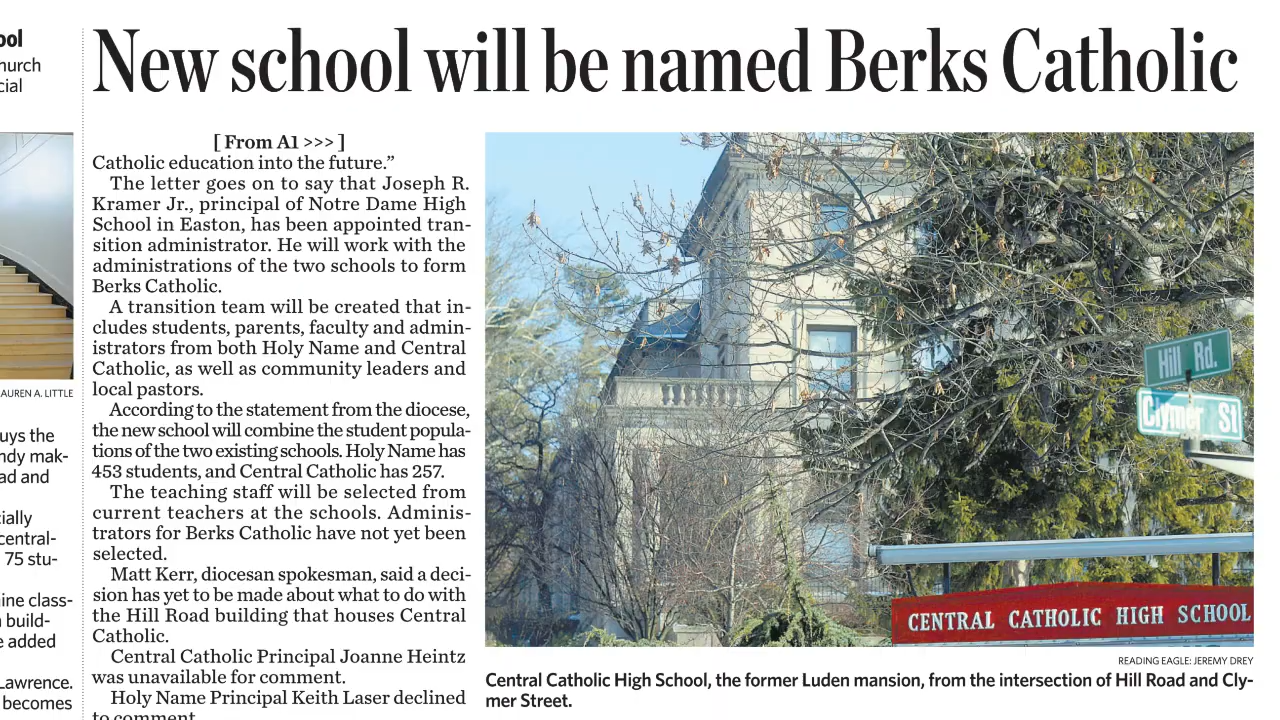 ool
hurch
cial
AUREN A. LITTLE
uys the
ndy mak-
ad and
ially
central-
75 stu-
ine class-
build-
e added
Lawrence.
becomes
New school will be named Berks Catholic
[ From A1 >>> ]
Catholic education into the future.”
The letter goes on to say that Joseph R.
Kramer Jr., principal of Notre Dame High
School in Easton, has been appointed tran-
sition administrator. He will work with the
administrations of the two schools to form
Berks Catholic.
A transition team will be created that in-
cludes students, parents, faculty and admin-
istrators from both Holy Name and Central
Catholic, as well as community leaders and
local pastors.
According to the statement from the diocese,
the new school will combine the student popula-
tions of the two existing schools. Holy Name has
453 students, and Central Catholic has 257.
The teaching staff will be selected from
current teachers at the schools. Adminis-
trators for Berks Catholic have not yet been
selected.
Matt Kerr, diocesan spokesman, said a deci-
sion has yet to be made about what to do with
the Hill Road building that houses Central
Catholic.
Central Catholic Principal Joanne Heintz
was unavailable for comment.
Holy Name Principal Keith Laser declined
to comment.
Hill Rd.
Clymer St
CENTRAL CATHOLIC HIGH SCHOOL
READING EAGLE: JEREMY DREY
Central Catholic High School, the former Luden mansion, from the intersection of Hill Road and Cly-
mer Street.